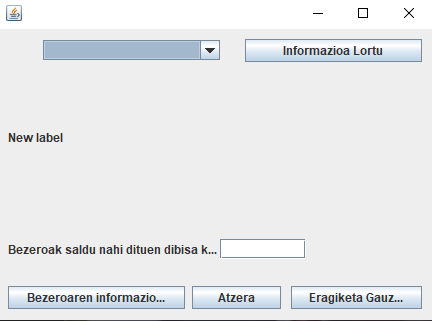 Informazioa Lortu
New label
Bezeroak saldu nahi dituen dibisa k...
Bezeroaren informazio...
Atzera
Eragiketa Gauz...